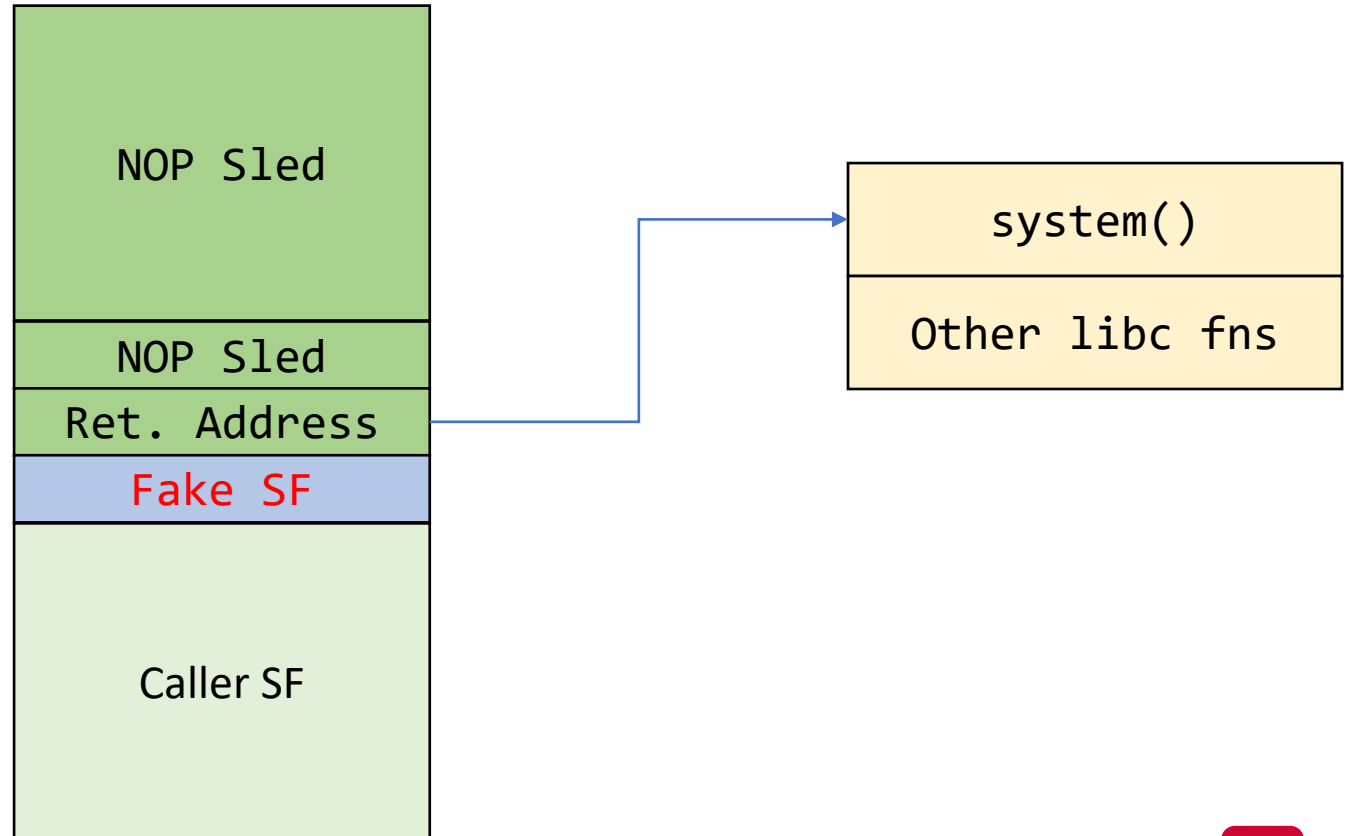 NOP Sled
NOP Sled
Ret. Address
Fake SF
Caller SF
system()
Other libc fns